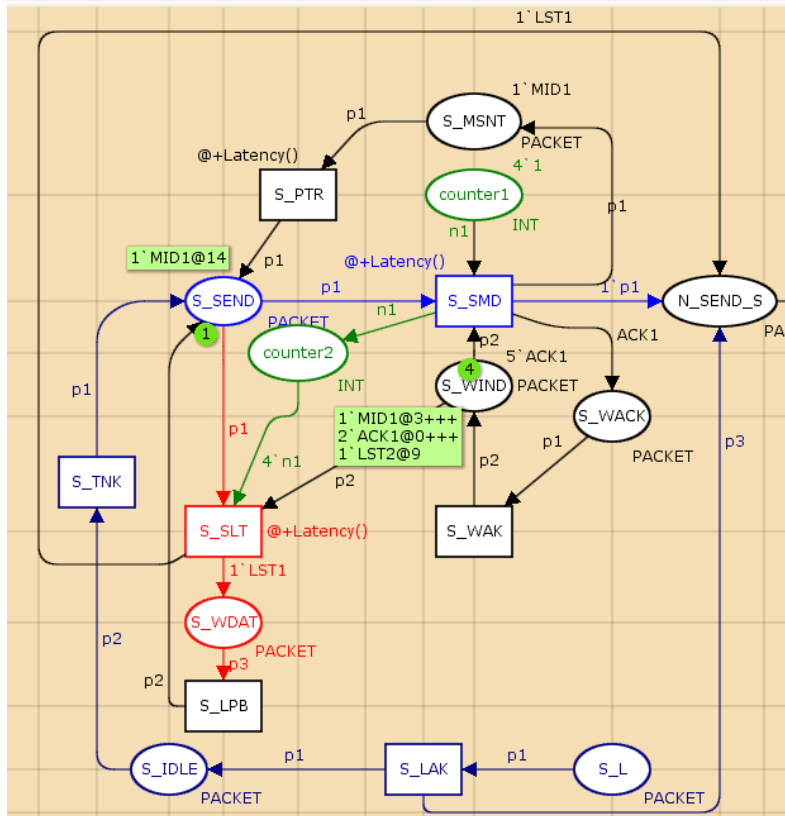 1`LST1
1`MID1
p1
S_MSNT
PACKET
@+Latency()
4`1
S_PTR
counter1
p1
n1
INT
p1
1`MID1@14
@+Latency()
p1
1`p1
S_SEND
S_SMD
N_SEND_S
PACKET
n1
PA
1
p2
ACK1
counter2
5`ACK1
4
INT
S_WIND
PACKET
p1
S_WACK
1`MID1@3+++
2`ACK1@0+++
1`LST2@9
p1
p1
p3
PACKET
4`n1
p2
p2
S_TNK
S_SLT
@+Latency()
S_WAK
1`LST1
S_WDAT
p2
PACKET
p3
p2
S_LPB
p1
p1
S_IDLE
S_LAK
S_L
PACKET
PACKET